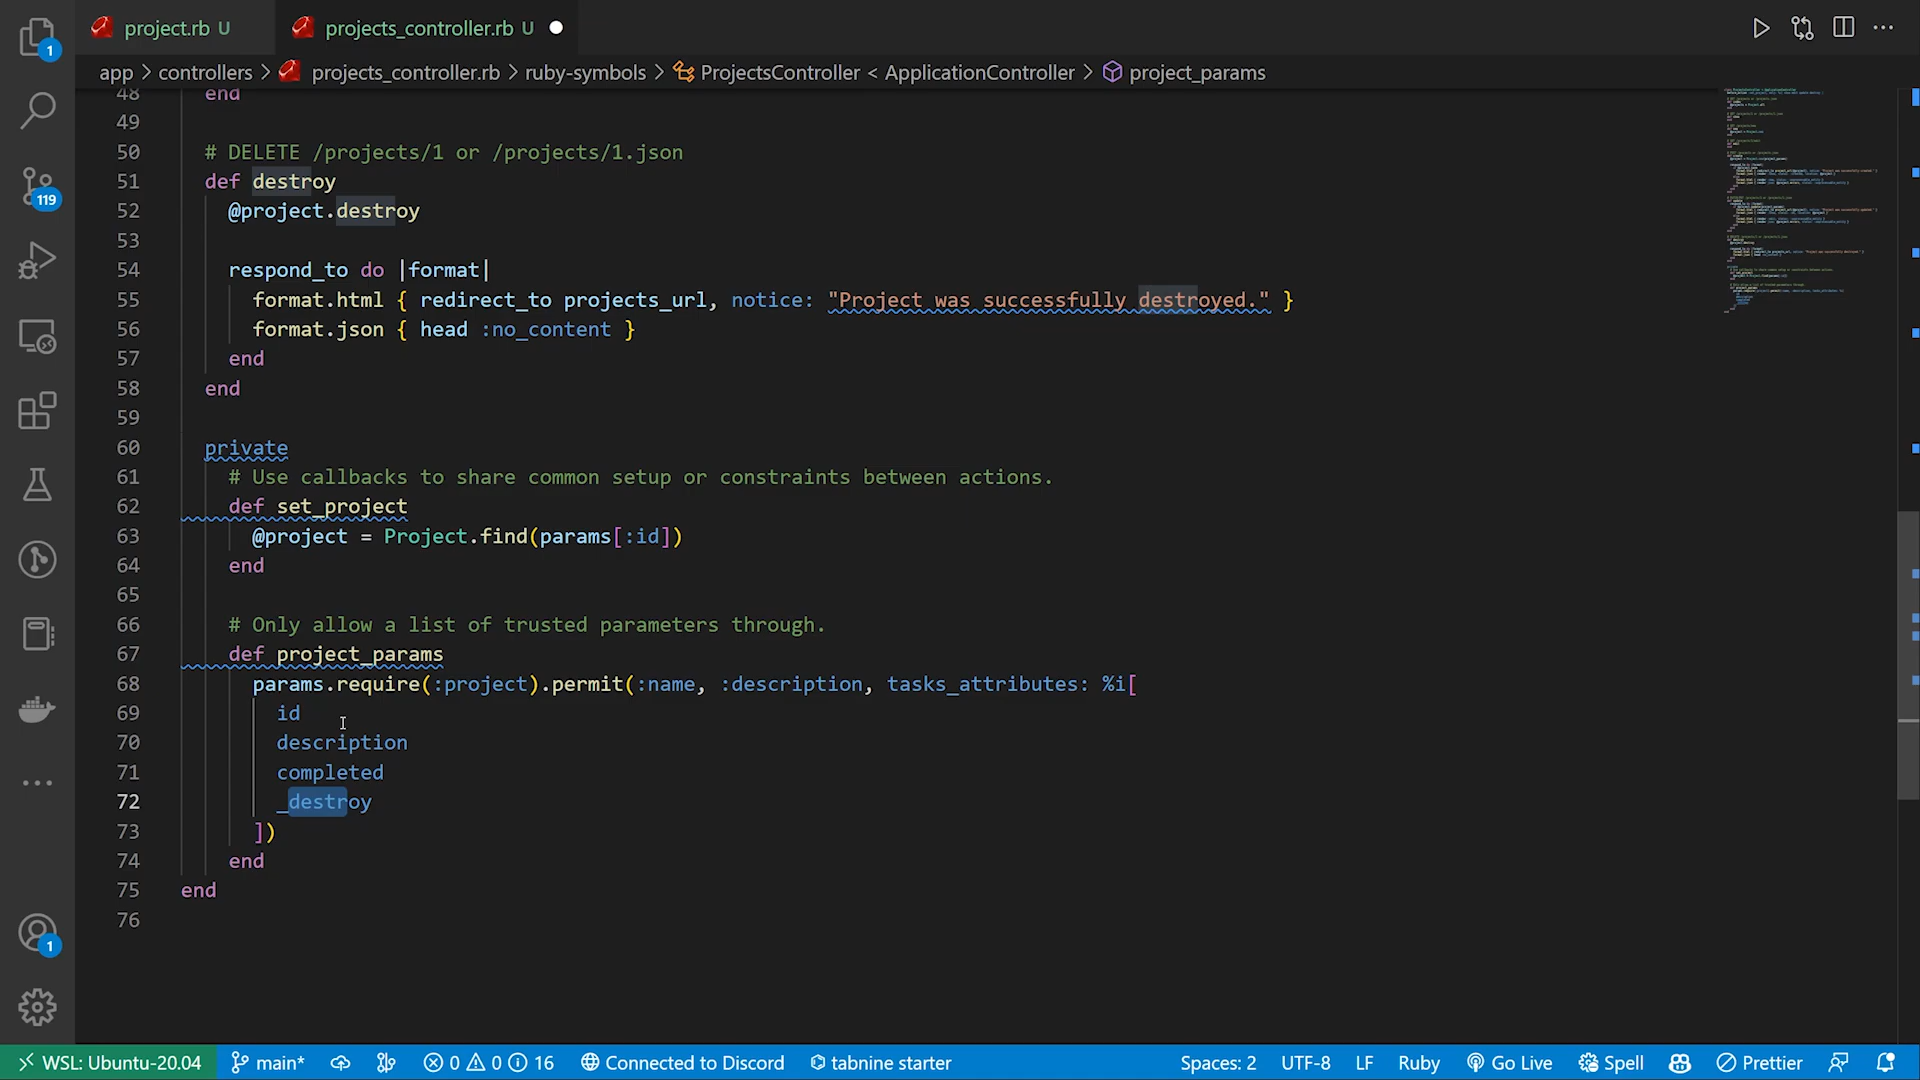 project.rb U
projects_controller.rb U
app > controllers > projects_controller.rb > ruby-symbols > ProjectsController < ApplicationController > project_params
48 end
49
50 # DELETE /projects/1 or /projects/1.json
51 def destroy
52 @project.destroy
53
54 respond_to do |format|
55 format.html { redirect_to projects_url, notice: "Project was successfully destroyed." }
56 format.json { head :no_content }
57 end
58 end
59
60 private
61 # Use callbacks to share common setup or constraints between actions.
62 def set_project
63 @project = Project.find(params[:id])
64 end
65
66 # Only allow a list of trusted parameters through.
67 def project_params
68 params.require(:project).permit(:name, :description, tasks_attributes: %i[
69 id
70 description
71 completed
72 _destroy
73 ])
74 end
75 end
76
1
119
1
WSL: Ubuntu-20.04 main* 0 0 16 Connected to Discord tabnine starter Spaces: 2 UTF-8 LF Ruby Go Live Spell Prettier